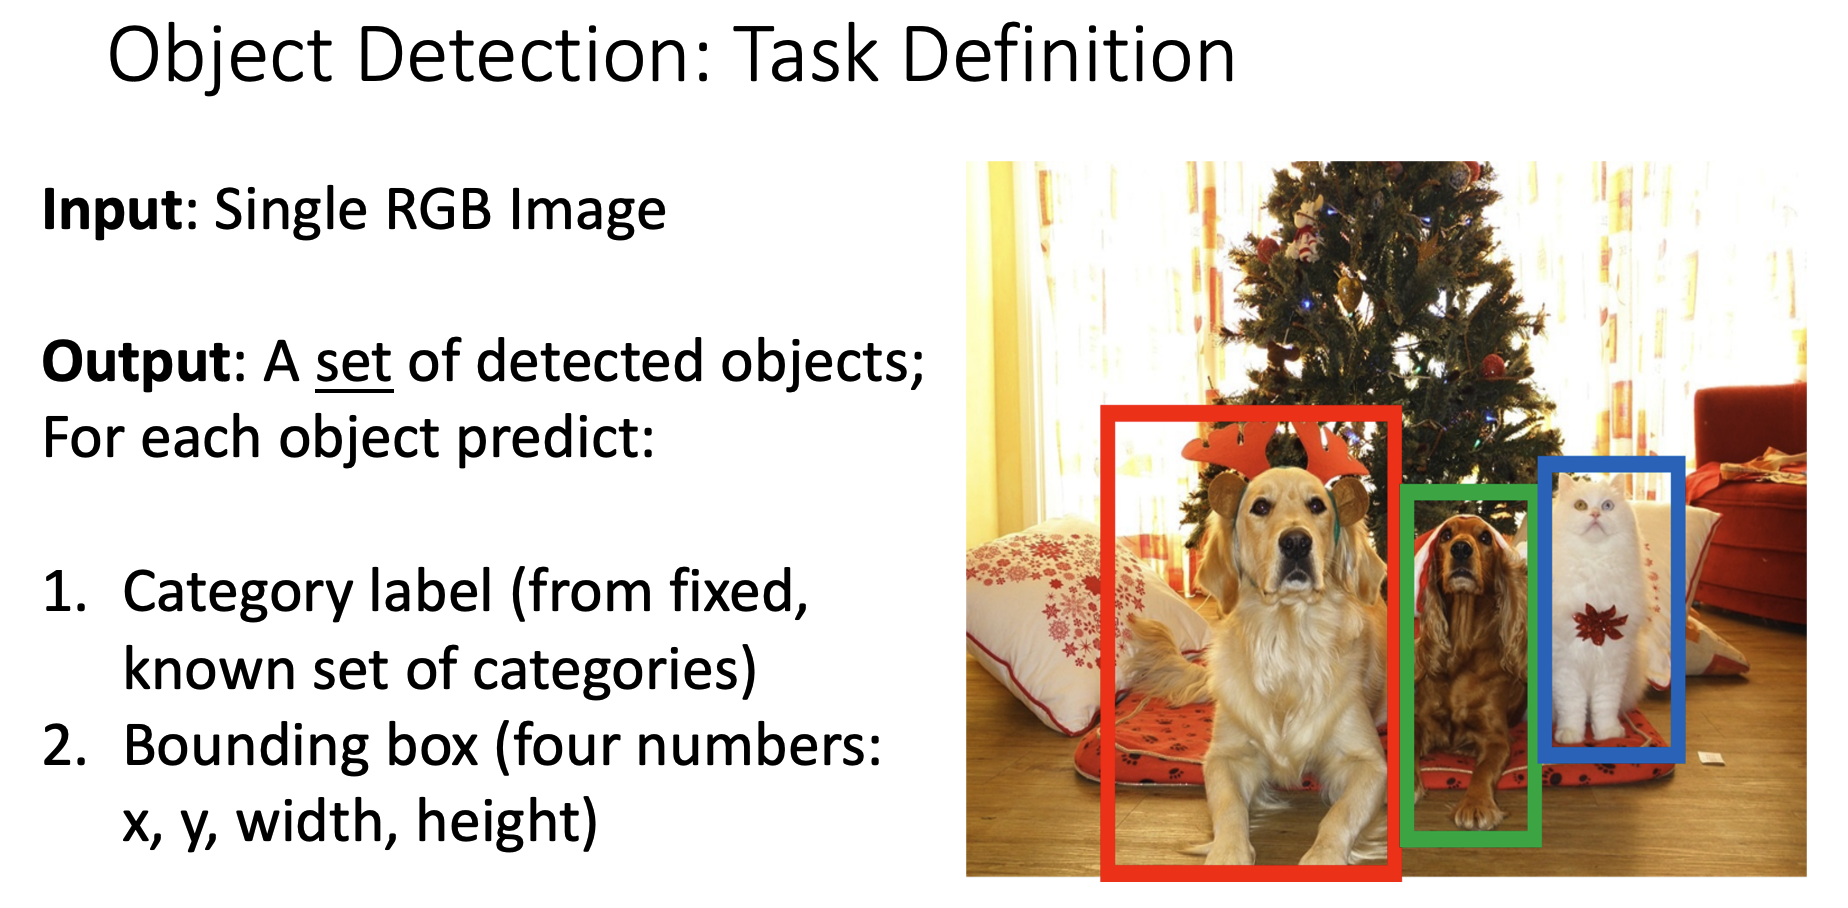 Object Detection: Task Definition
Input: Single RGB Image
Output: A set of detected objects;
For each object predict:
1. Category label (from fixed,
known set of categories)
2. Bounding box (four numbers:
x, y, width, height)